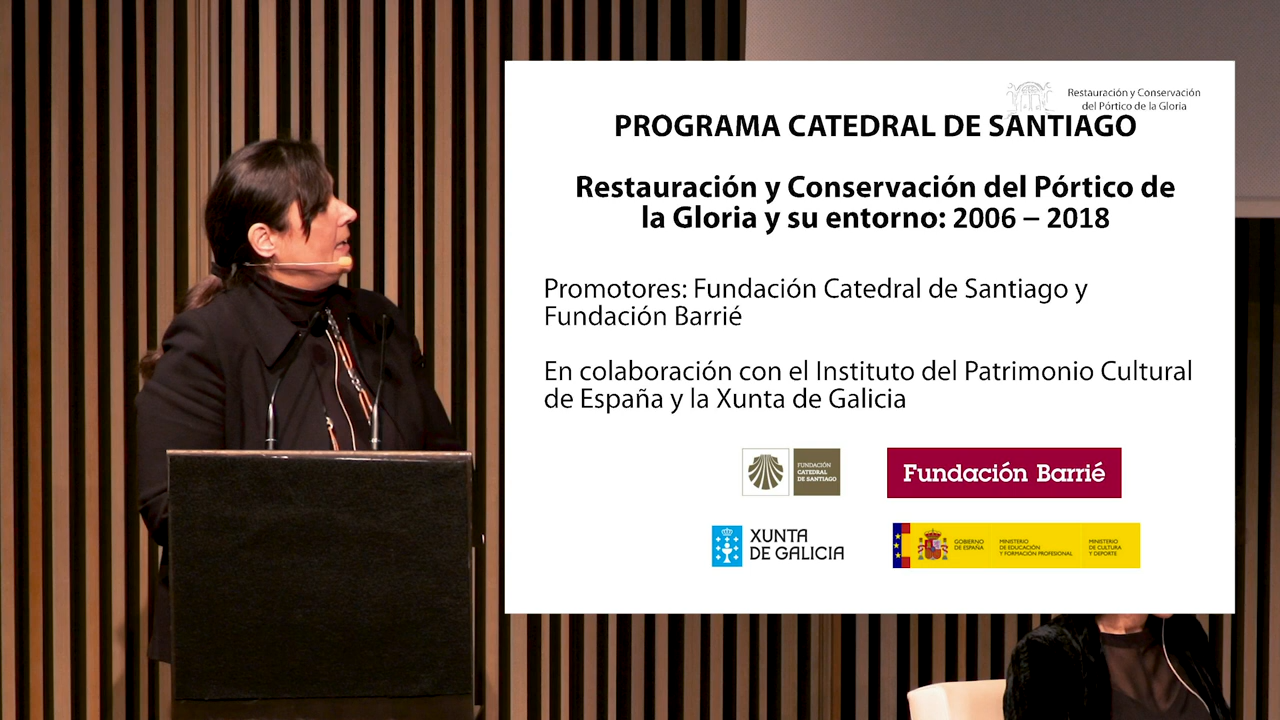 Restauración y Conservación
del Pórtico de la Gloria
PROGRAMA CATEDRAL DE SANTIAGO
Restauración y Conservación del Pórtico de
la Gloria y su entorno: 2006 – 2018
Promotores: Fundación Catedral de Santiago y
Fundación Barrié
En colaboración con el Instituto del Patrimonio Cultural
de España y la Xunta de Galicia
FUNDACIÓN
CATEDRAL
DE SANTIAGO
Fundación Barrié
XUNTA
DE GALICIA
GOBIERNO
DE ESPAÑA
MINISTERIO
DE EDUCACIÓN
Y FORMACIÓN PROFESIONAL
MINISTERIO
DE CULTURA
Y DEPORTE